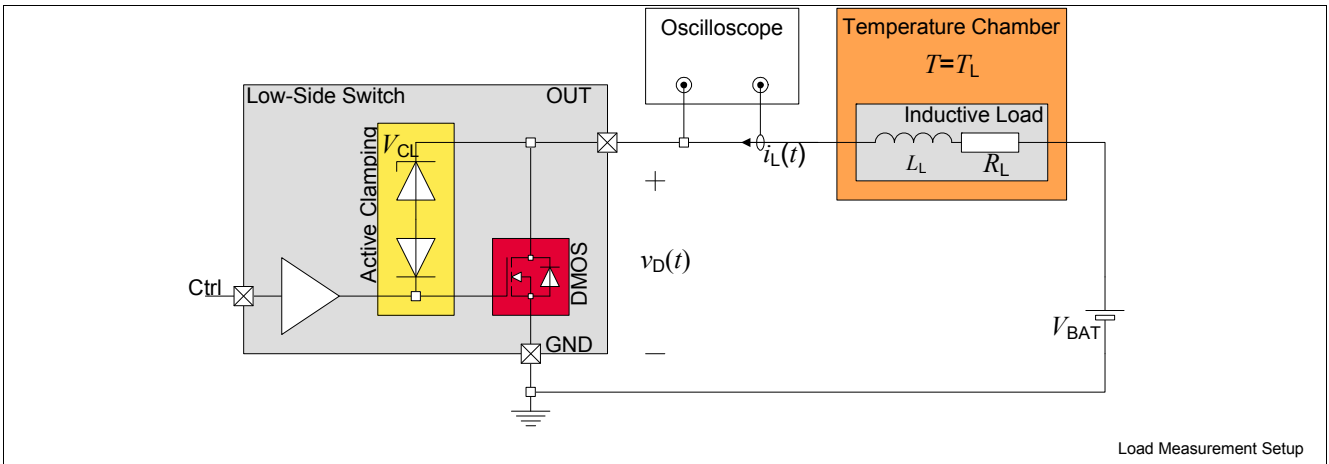 Oscilloscope
Temperature Chamber
T=TL
Low-Side Switch
OUT
Inductive Load
VCL
iL(t)
LL
RL
+
Active Clamping
vD(t)
DMOS
Ctrl
VBAT
GND
−
Load Measurement Setup